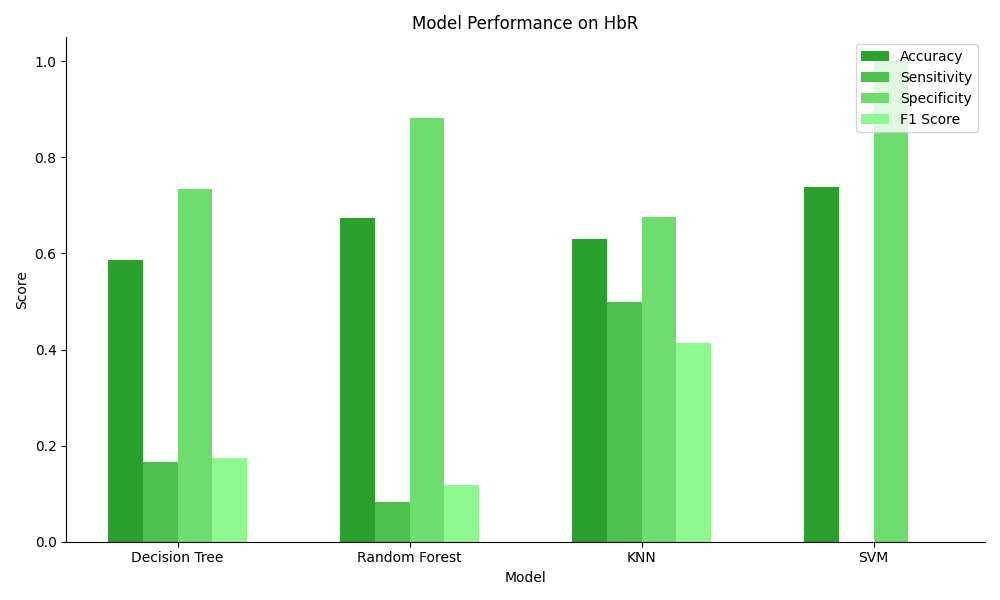 Model Performance on HbR
Accuracy
Sensitivity
Specificity
F1 Score
1.0
0.8
0.6
0.4
0.2
0.0
Score
Decision Tree
Random Forest
KNN
SVM
Model